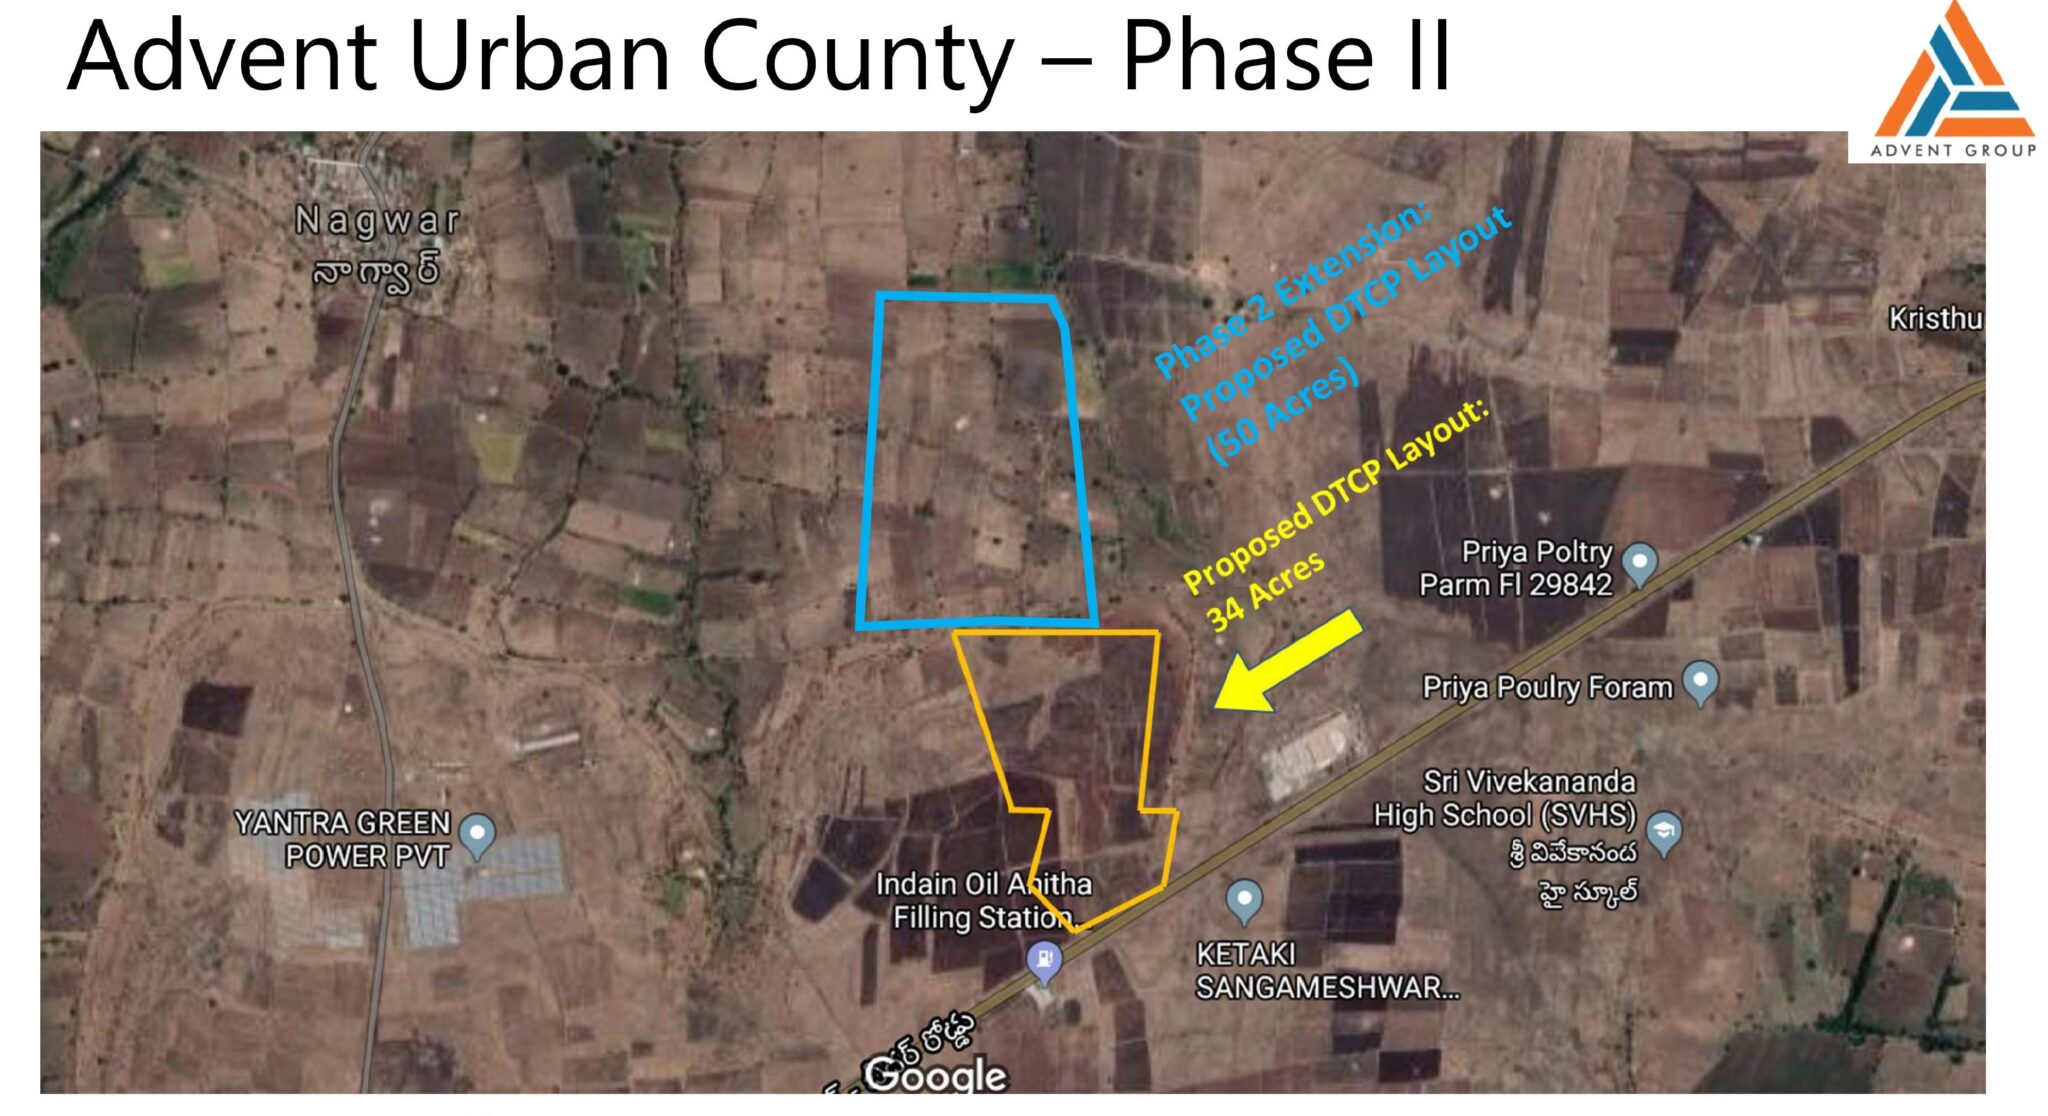 Advent Urban County – Phase II
ADVENT GROUP
Nagwar
నాగ్వార్
Phase 2 Extension:
Proposed DTCP Layout
(50 Acres)
Kristhu
Proposed DTCP Layout:
34 Acres
Priya Poltry
Parm Fl 29842
Priya Poulry Foram
Sri Vivekananda
High School (SVHS)
శ్రీ వివేకానంద
హై స్కూల్
YANTRA GREEN
POWER PVT
Indain Oil Anitha
Filling Station...
KETAKI
SANGAMESHWAR...
రోడ్డు
Google